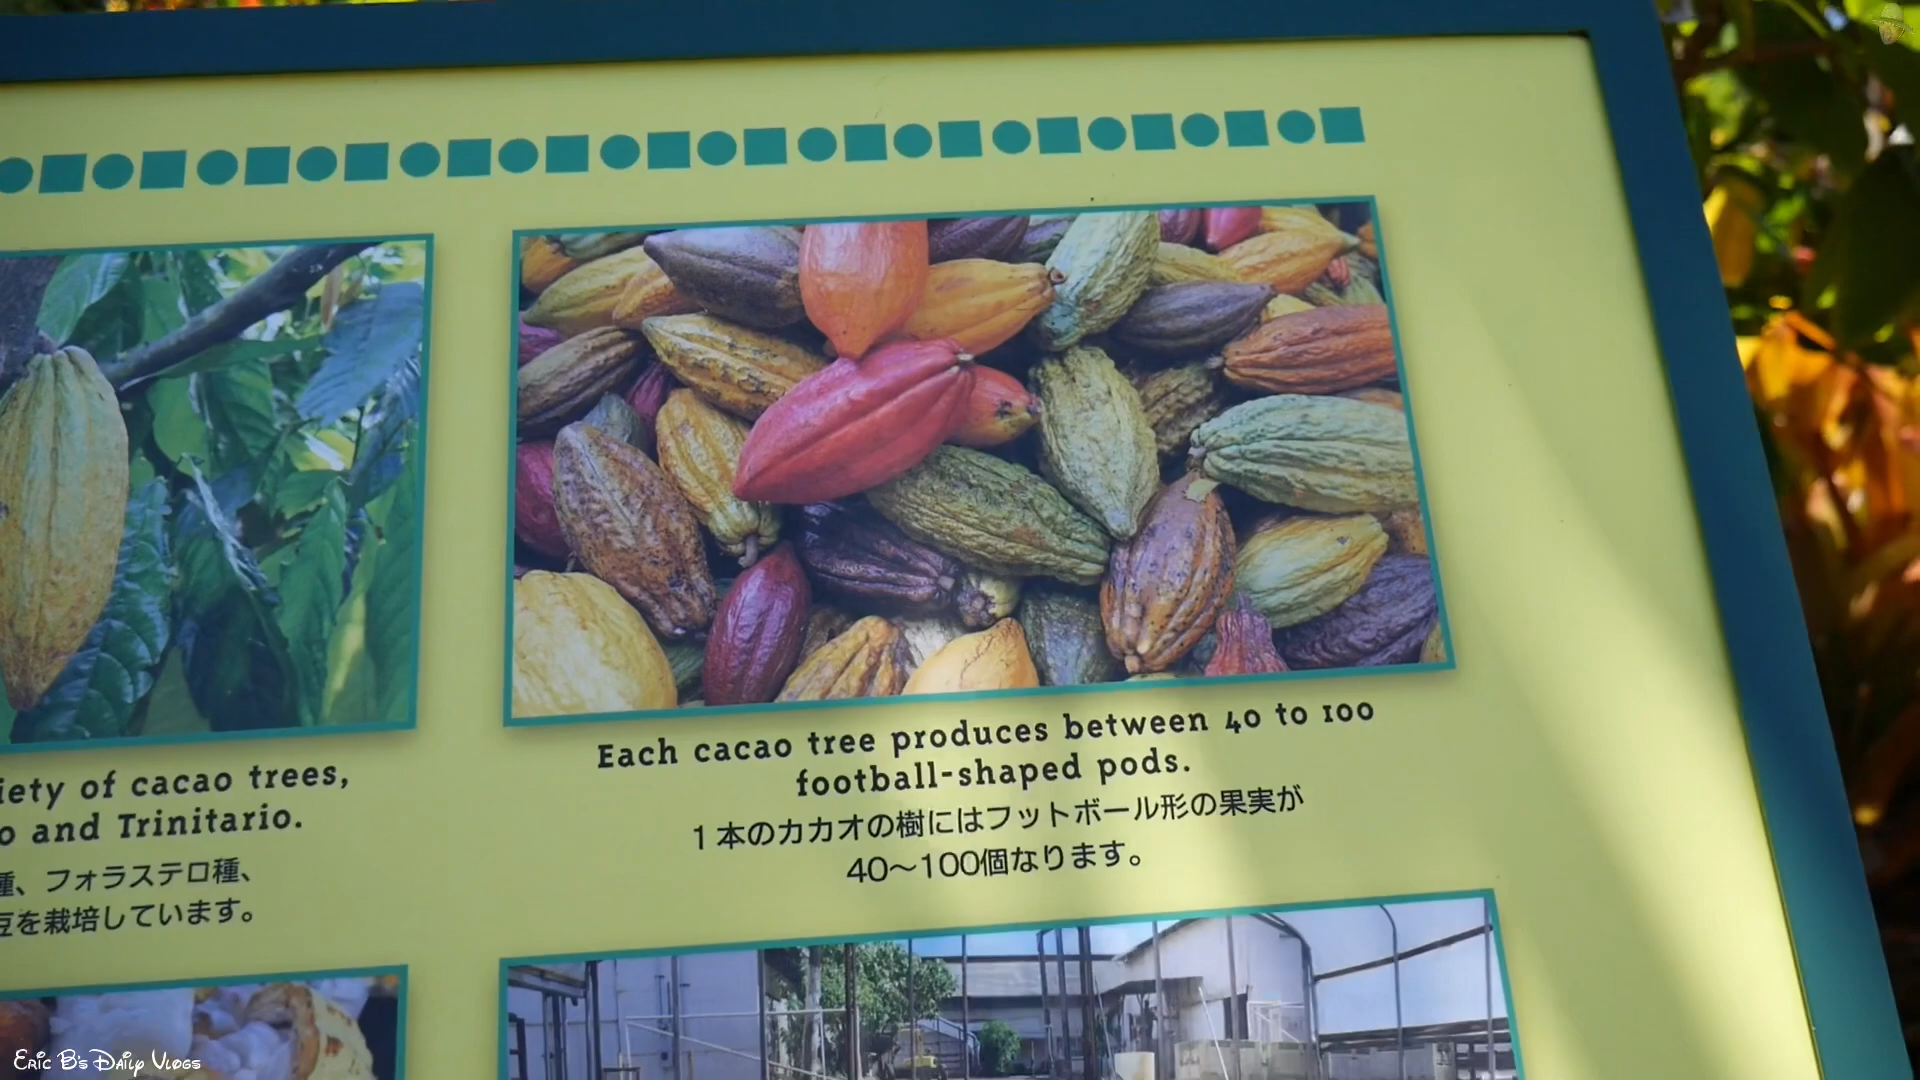 Each cacao tree produces between 40 to 100
football-shaped pods.
1本のカカオの樹にはフットボール形の果実が
40～100個なります。
of cacao trees,
and Trinitario.
種、フォラステロ種、
豆を栽培しています。
Eric B's Daily Vlogs